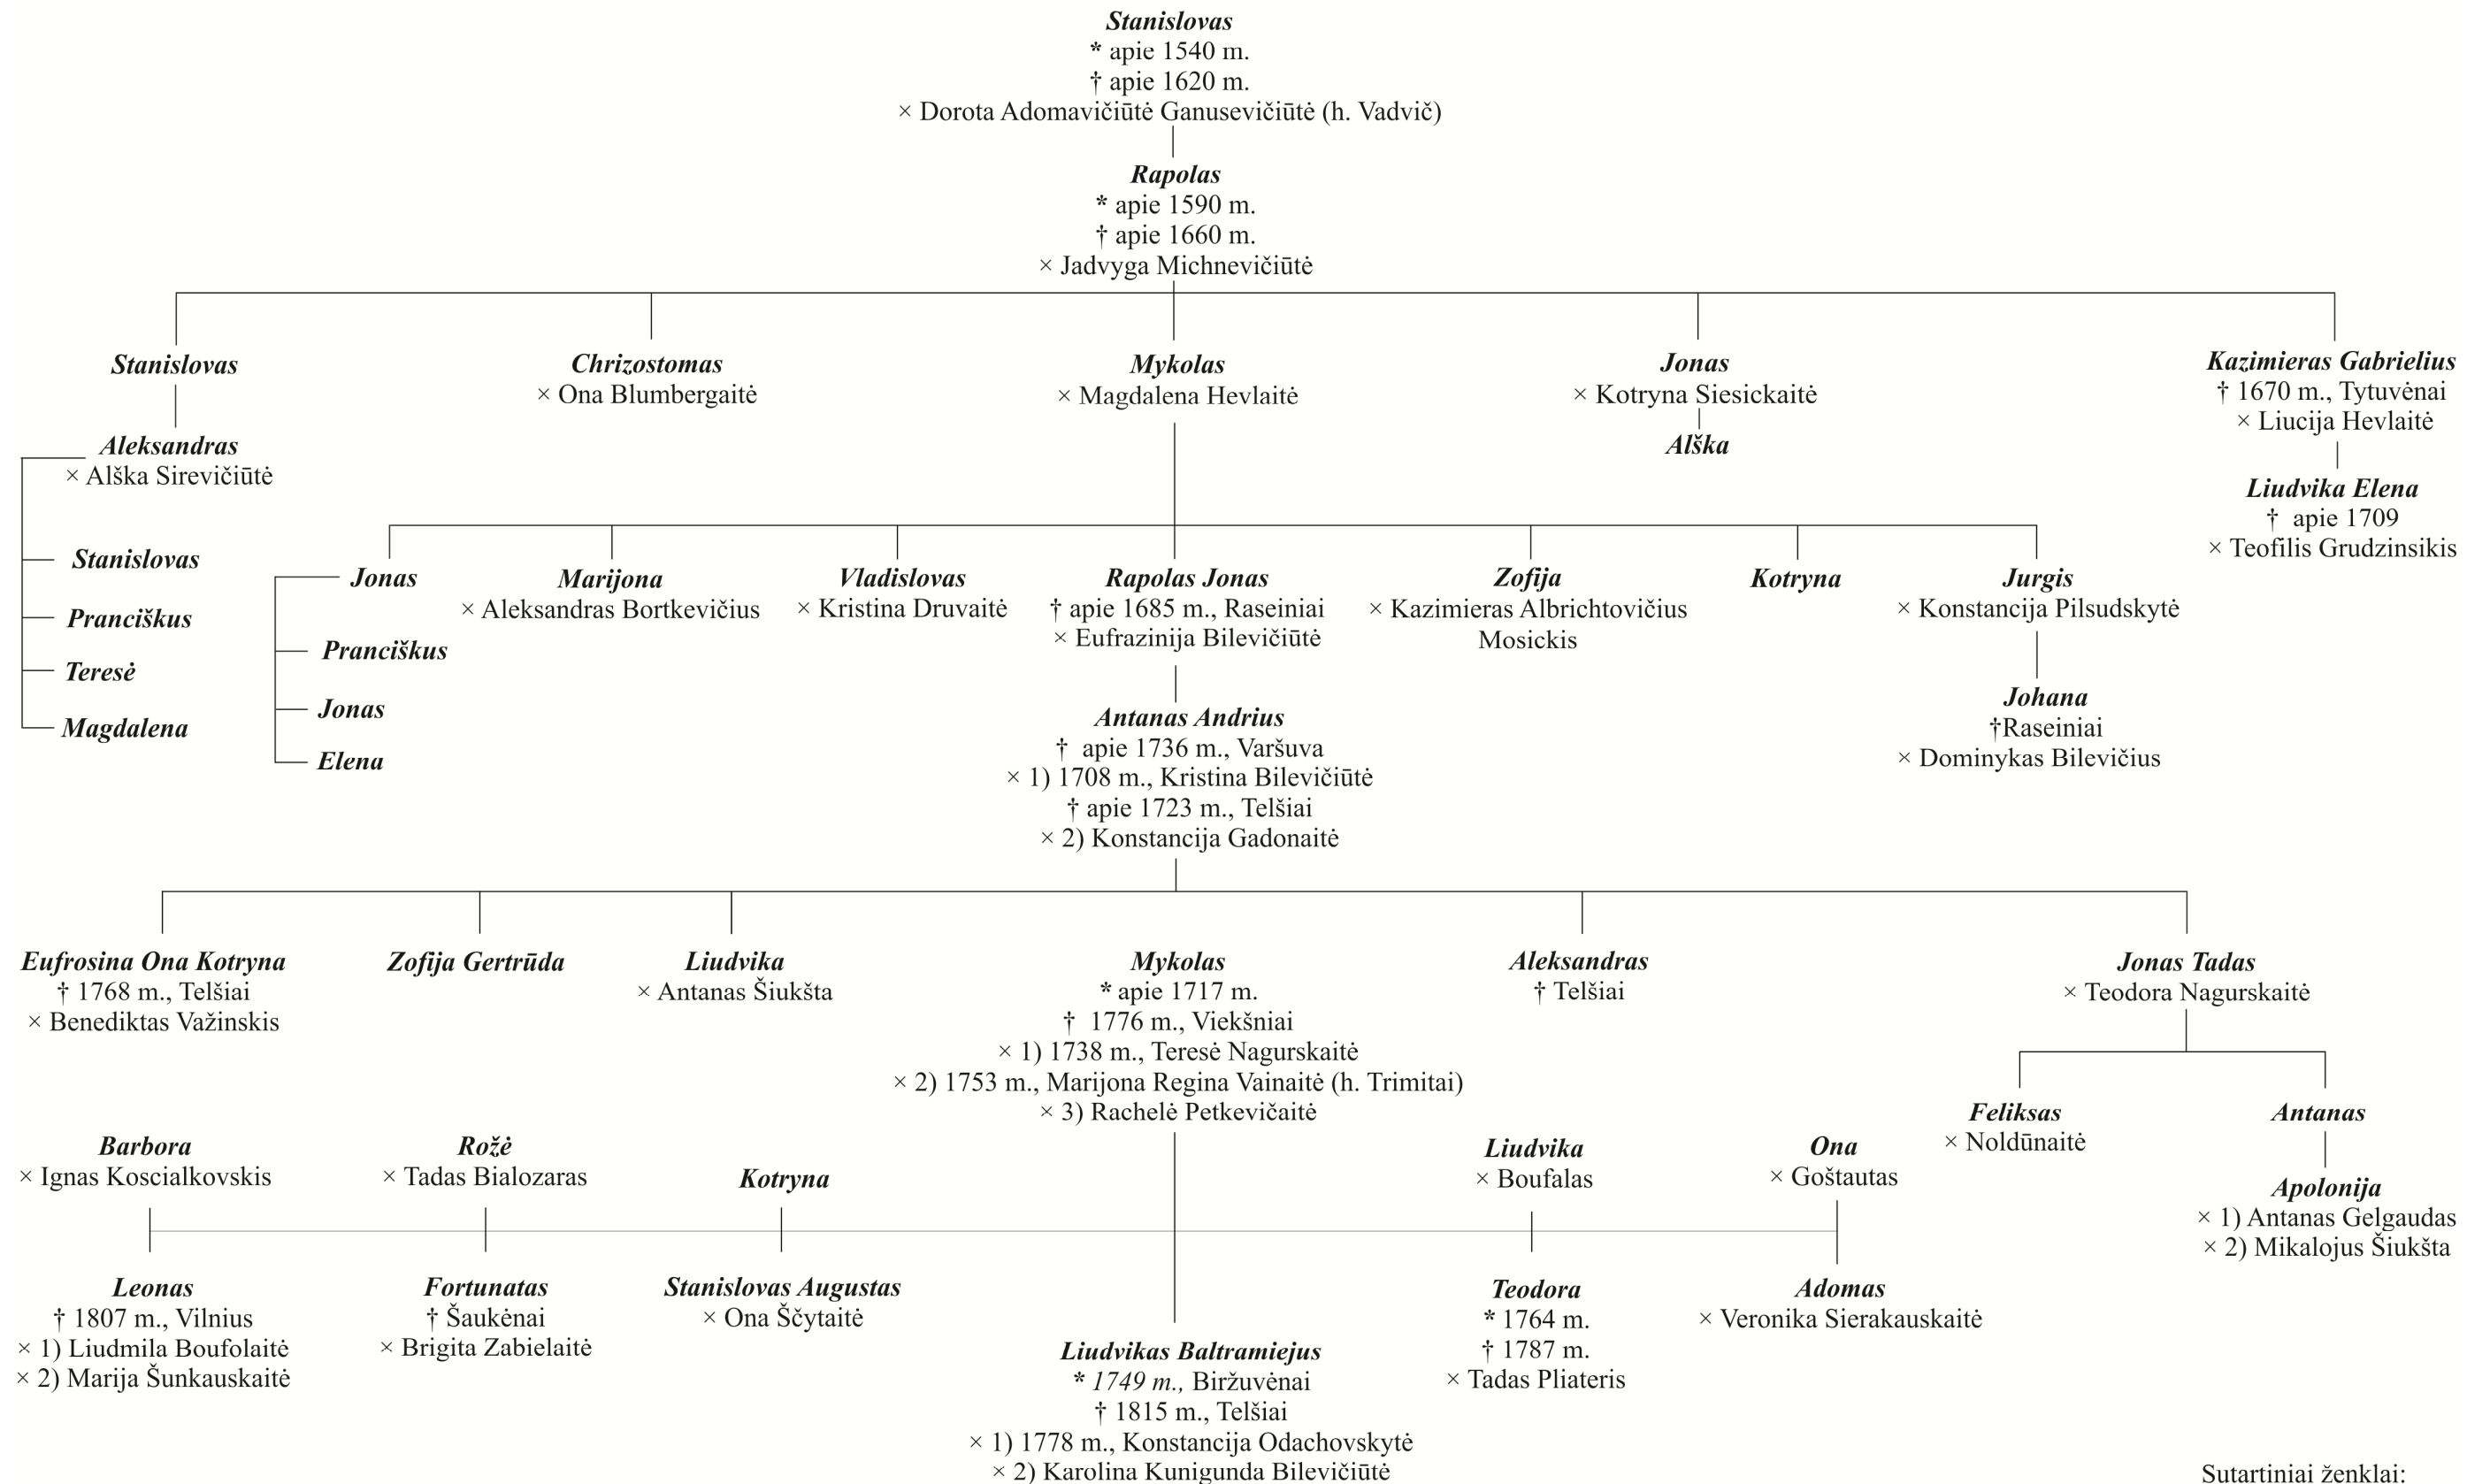 Stanislovas
* apie 1540 m.
† apie 1620 m.
× Dorota Adomavičiūtė Ganusevičiūtė (h. Vadvič)
Rapolas
* apie 1590 m.
† apie 1660 m.
× Jadvyga Michnevičiūtė
Stanislovas
Aleksandras
× Alška Sirevičiūtė
Stanislovas
Pranciškus
Teresė
Magdalena
Chrizostomas
× Ona Blumbergaitė
Mykolas
× Magdalena Hevlaitė
Jonas
× Kotryna Siesickaitė
Alška
Kazimieras Gabrielius
† 1670 m., Tytuvėnai
× Liucija Hevlaitė
Liudvika Elena
† apie 1709
× Teofilis Grudzinsikis
Jonas
Pranciškus
Jonas
Elena
Marijona
× Aleksandras Bortkevičius
Vladislovas
× Kristina Druvaitė
Rapolas Jonas
† apie 1685 m., Raseiniai
× Eufrazinija Bilevičiūtė
Zofija
× Kazimieras Albrichtovičius
Mosickis
Kotryna
Jurgis
× Konstancija Pilsudskytė
Johana
†Raseiniai
× Dominykas Bilevičius
Antanas Andrius
† apie 1736 m., Varšuva
× 1) 1708 m., Kristina Bilevičiūtė
† apie 1723 m., Telšiai
× 2) Konstancija Gadonaitė
Eufrosina Ona Kotryna
† 1768 m., Telšiai
× Benediktas Važinskis
Zofija Gertrūda
Liudvika
× Antanas Šiukšta
Mykolas
* apie 1717 m.
† 1776 m., Viekšniai
× 1) 1738 m., Teresė Nagurskaitė
× 2) 1753 m., Marijona Regina Vainaitė (h. Trimitai)
× 3) Rachelė Petkevičaitė
Aleksandras
† Telšiai
Jonas Tadas
× Teodora Nagurskaitė
Feliksas
× Noldūnaitė
Antanas
Apolonija
× 1) Antanas Gelgaudas
× 2) Mikalojus Šiukšta
Barbora
× Ignas Koscialkovskis
Rožė
× Tadas Bialozaras
Kotryna
Liudvika
× Boufalas
Ona
× Goštautas
Leonas
† 1807 m., Vilnius
× 1) Liudmila Boufolaitė
× 2) Marija Šunkauskaitė
Fortunatas
† Šaukėnai
× Brigita Zabielaitė
Stanislovas Augustas
× Ona Ščytaitė
Liudvikas Baltramiejus
* 1749 m., Biržuvėnai
† 1815 m., Telšiai
× 1) 1778 m., Konstancija Odachovskytė
× 2) Karolina Kunigunda Bilevičiūtė
Teodora
* 1764 m.
† 1787 m.
× Tadas Pliateris
Adomas
× Veronika Sierakauskaitė
Sutartiniai ženklai: